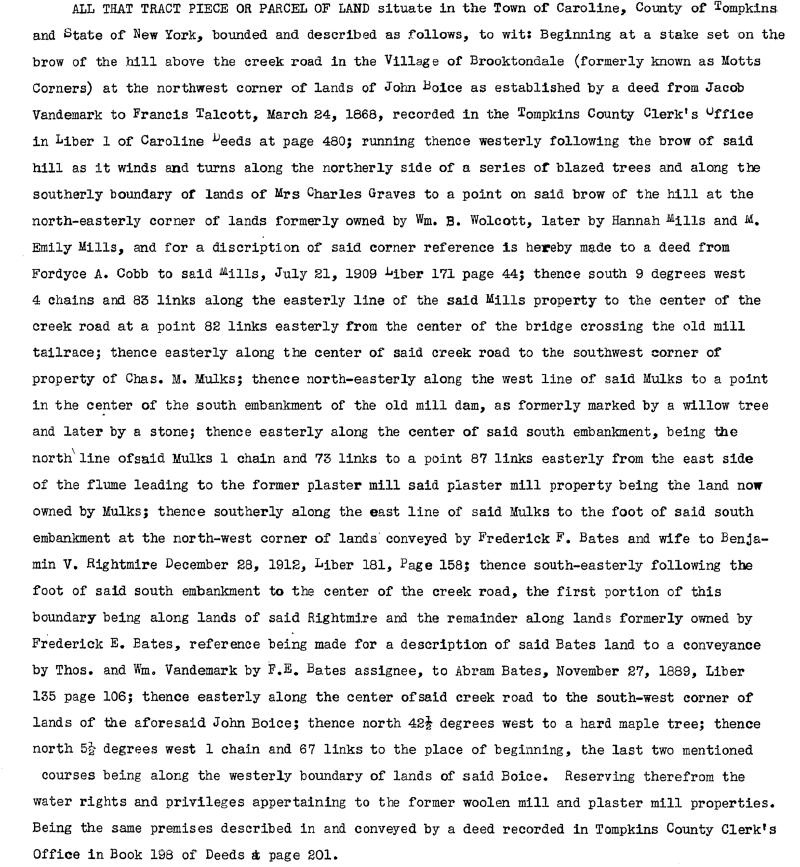 ALL THAT TRACT PIECE OR PARCEL OF LAND situate in the Town of Caroline, County of Tompkins
and State of New York, bounded and described as follows, to wit: Beginning at a stake set on the
brow of the hill above the creek road in the Village of Brooktondale (formerly known as Motts
Corners) at the northwest corner of lands of John Boice as established by a deed from Jacob
Vandemark to Francis Talcott, March 24, 1868, recorded in the Tompkins County Clerk's Office
in Liber 1 of Caroline Deeds at page 480; running thence westerly following the brow of said
hill as it winds and turns along the northerly side of a series of blazed trees and along the
southerly boundary of lands of Mrs Charles Graves to a point on said brow of the hill at the
north-easterly corner of lands formerly owned by Wm. B. Wolcott, later by Hannah Mills and M.
Emily Mills, and for a discription of said corner reference is hereby made to a deed from
Fordyce A. Cobb to said Mills, July 21, 1909 Liber 171 page 44; thence south 9 degrees west
4 chains and 83 links along the easterly line of the said Mills property to the center of the
creek road at a point 82 links easterly from the center of the bridge crossing the old mill
tailrace; thence easterly along the center of said creek road to the southwest corner of
property of Chas. M. Mulks; thence north-easterly along the west line of said Mulks to a point
in the center of the south embankment of the old mill dam, as formerly marked by a willow tree
and later by a stone; thence easterly along the center of said south embankment, being the
north line ofsaid Mulks 1 chain and 73 links to a point 87 links easterly from the east side
of the flume leading to the former plaster mill said plaster mill property being the land now
owned by Mulks; thence southerly along the east line of said Mulks to the foot of said south
embankment at the north-west corner of lands conveyed by Frederick F. Bates and wife to Benja-
min V. Rightmire December 28, 1912, Liber 181, Page 158; thence south-easterly following the
foot of said south embankment to the center of the creek road, the first portion of this
boundary being along lands of said Rightmire and the remainder along lands formerly owned by
Frederick E. Bates, reference being made for a description of said Bates land to a conveyance
by Thos. and Wm. Vandemark by F.E. Bates assignee, to Abram Bates, November 27, 1889, Liber
135 page 106; thence easterly along the center ofsaid creek road to the south-west corner of
lands of the aforesaid John Boice; thence north 42½ degrees west to a hard maple tree; thence
north 5½ degrees west 1 chain and 67 links to the place of beginning, the last two mentioned
courses being along the westerly boundary of lands of said Boice. Reserving therefrom the
water rights and privileges appertaining to the former woolen mill and plaster mill properties.
Being the same premises described in and conveyed by a deed recorded in Tompkins County Clerk's
Office in Book 198 of Deeds at page 201.